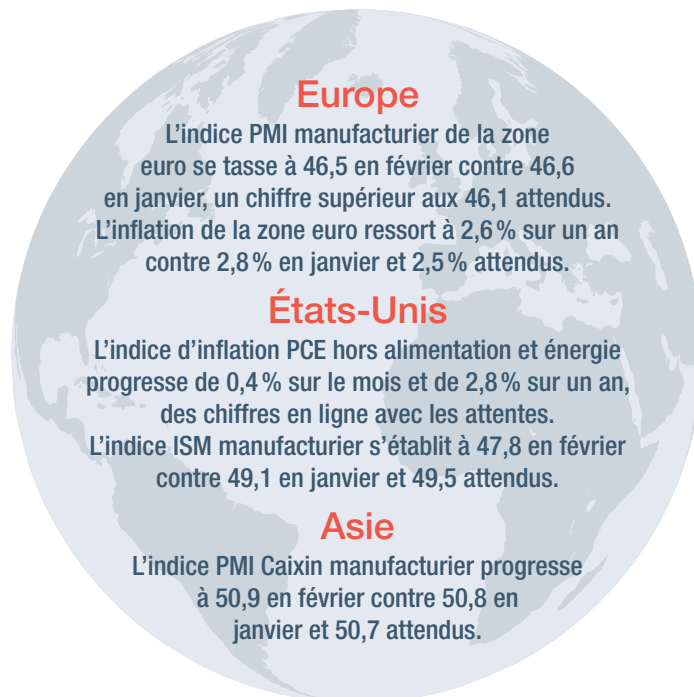 Europe
L’indice PMI manufacturier de la zone
euro se tasse à 46,5 en février contre 46,6
en janvier, un chiffre supérieur aux 46,1 attendus.
L’inflation de la zone euro ressort à 2,6 % sur un an
contre 2,8 % en janvier et 2,5 % attendus.
États-Unis
L’indice d’inflation PCE hors alimentation et énergie
progresse de 0,4 % sur le mois et de 2,8 % sur un an,
des chiffres en ligne avec les attentes.
L’indice ISM manufacturier s’établit à 47,8 en février
contre 49,1 en janvier et 49,5 attendus.
Asie
L’indice PMI Caixin manufacturier progresse
à 50,9 en février contre 50,8 en
janvier et 50,7 attendus.